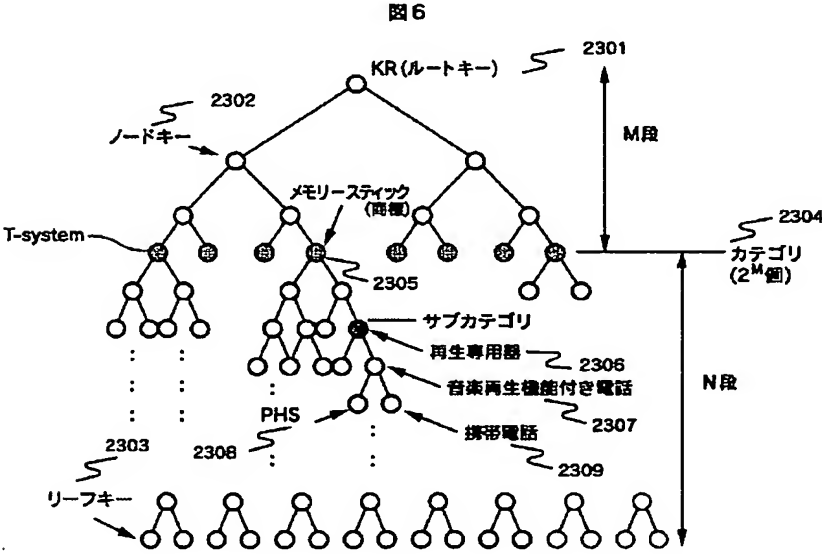 図6
KR(ルートキー)
2301
2302
ノードキー
M段
メモリースティック
(商標)
2304
T-system
カテゴリ
(2^M個)
2305
サブカテゴリ
再生専用器
2306
音楽再生機能付き電話
N段
2307
PHS
携帯電話
2308
2303
2309
リーフキー